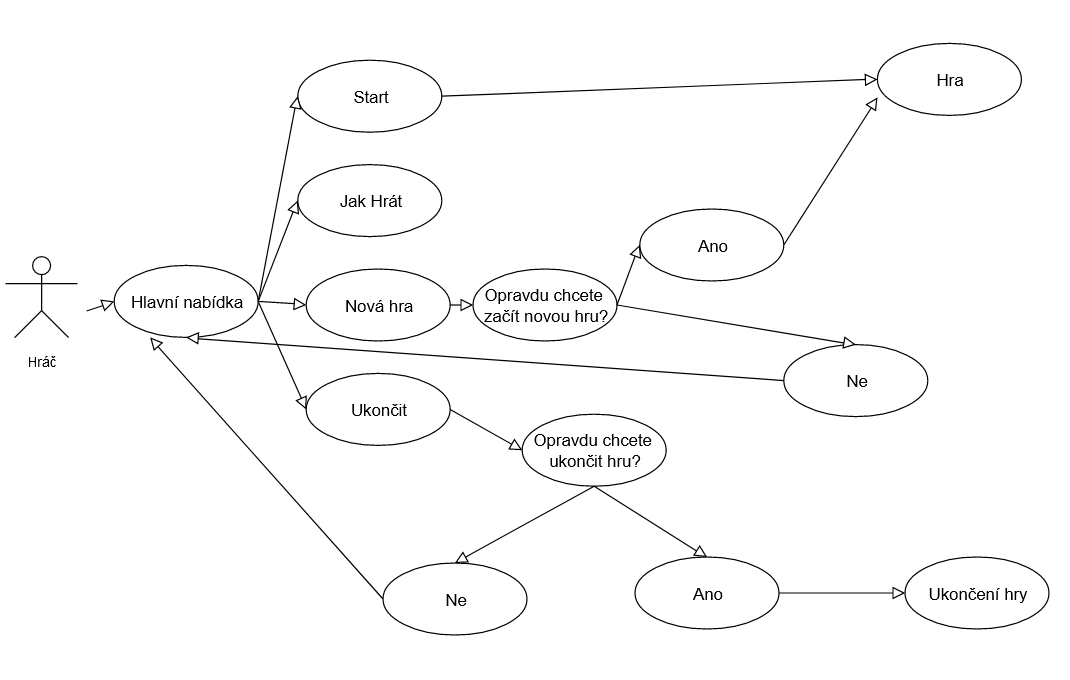 Start
Hra
Jak Hrát
Ano
Hlavní nabídka
Nová hra
Opravdu chcete
začít novou hru?
Hráč
Ne
Ukončit
Opravdu chcete
ukončit hru?
Ne
Ano
Ukončení hry